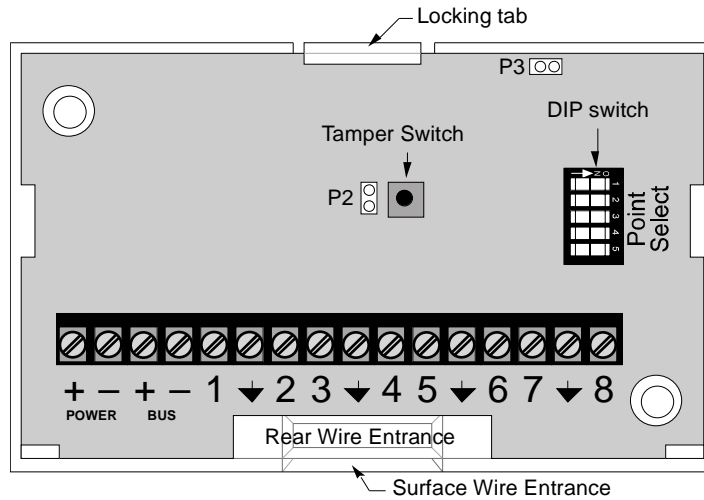 Locking tab
P3
DIP switch
Tamper Switch
P2
ON
1
2
3
4
5
Point
Select
+ – + – 1 2 3 4 5 6 7 8
POWER BUS
Rear Wire Entrance
Surface Wire Entrance